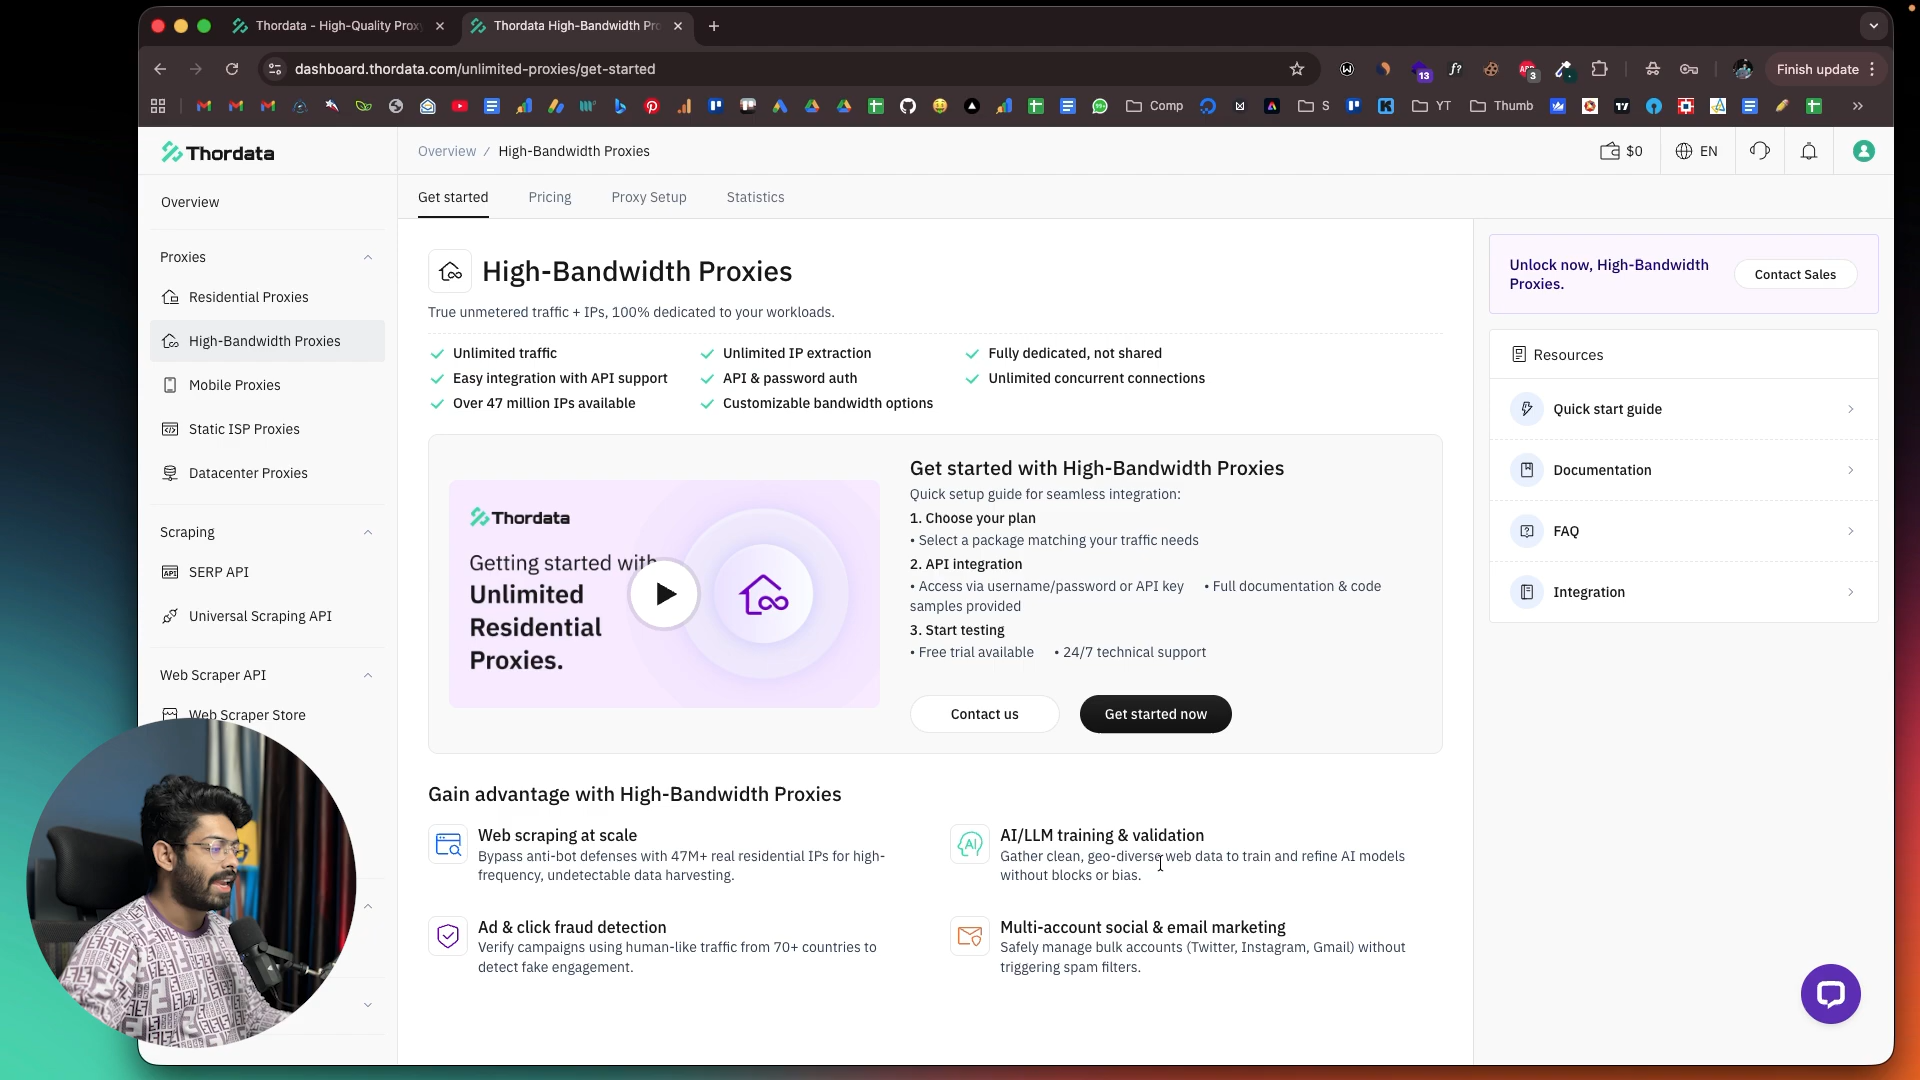 Thordata - High-Quality Proxy
Thordata High-Bandwidth Pro
dashboard.thordata.com/unlimited-proxies/get-started
13
f?
3
Finish update
Comp
S
YT
Thumb
Thordata
Overview / High-Bandwidth Proxies
$0
EN
Overview
Get started
Pricing
Proxy Setup
Statistics
Proxies
Residential Proxies
High-Bandwidth Proxies
Mobile Proxies
Static ISP Proxies
Datacenter Proxies
Scraping
SERP API
Universal Scraping API
Web Scraper API
Web Scraper Store
High-Bandwidth Proxies
True unmetered traffic + IPs, 100% dedicated to your workloads.
Unlimited traffic
Unlimited IP extraction
Fully dedicated, not shared
Easy integration with API support
API & password auth
Unlimited concurrent connections
Over 47 million IPs available
Customizable bandwidth options
Thordata
Getting started with
Unlimited
Residential
Proxies.
Get started with High-Bandwidth Proxies
Quick setup guide for seamless integration:
1. Choose your plan
• Select a package matching your traffic needs
2. API integration
• Access via username/password or API key • Full documentation & code
samples provided
3. Start testing
• Free trial available • 24/7 technical support
Contact us
Get started now
Gain advantage with High-Bandwidth Proxies
Web scraping at scale
Bypass anti-bot defenses with 47M+ real residential IPs for high-
frequency, undetectable data harvesting.
AI/LLM training & validation
Gather clean, geo-diverse web data to train and refine AI models
without blocks or bias.
Ad & click fraud detection
Verify campaigns using human-like traffic from 70+ countries to
detect fake engagement.
Multi-account social & email marketing
Safely manage bulk accounts (Twitter, Instagram, Gmail) without
triggering spam filters.
Unlock now, High-Bandwidth
Proxies.
Contact Sales
Resources
Quick start guide
Documentation
FAQ
Integration